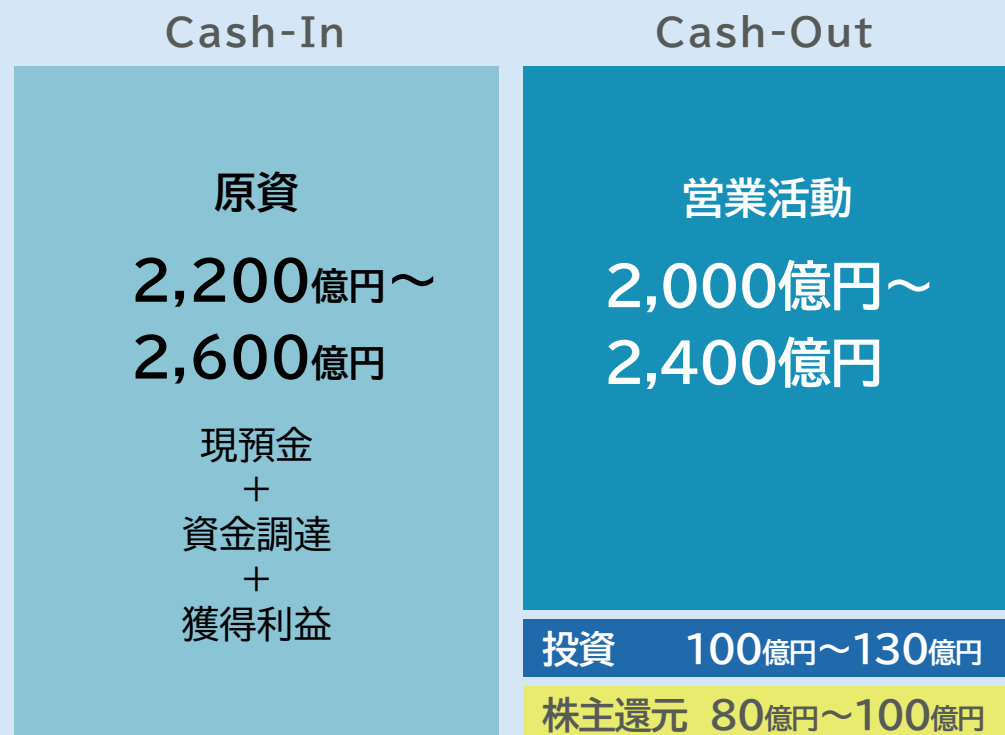 Cash-In
原資
2,200億円～
2,600億円
現預金
＋
資金調達
＋
獲得利益
Cash-Out
営業活動
2,000億円～
2,400億円
投資 100億円～130億円
株主還元 80億円～100億円